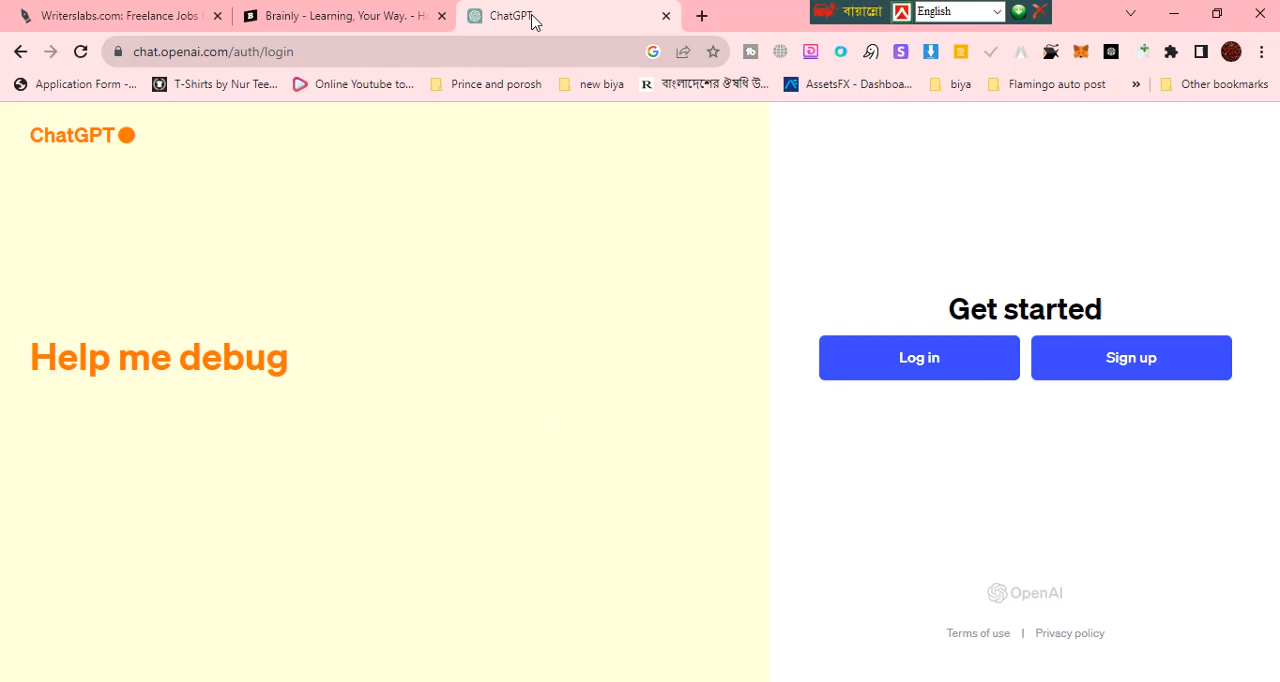 Writerslabs.com: Freelance Jobs
Brainly - Learning, Your Way. - Ho
ChatGPT
বায়ান্নো
English
chat.openai.com/auth/login
Application Form -...
T-Shirts by Nur Tee...
Online Youtube to...
Prince and porosh
new biya
বাংলাদেশের ঔষধি উ...
AssetsFX - Dashboa...
biya
Flamingo auto post
»
Other bookmarks
ChatGPT
Help me debug
Get started
Log in
Sign up
OpenAI
Terms of use | Privacy policy